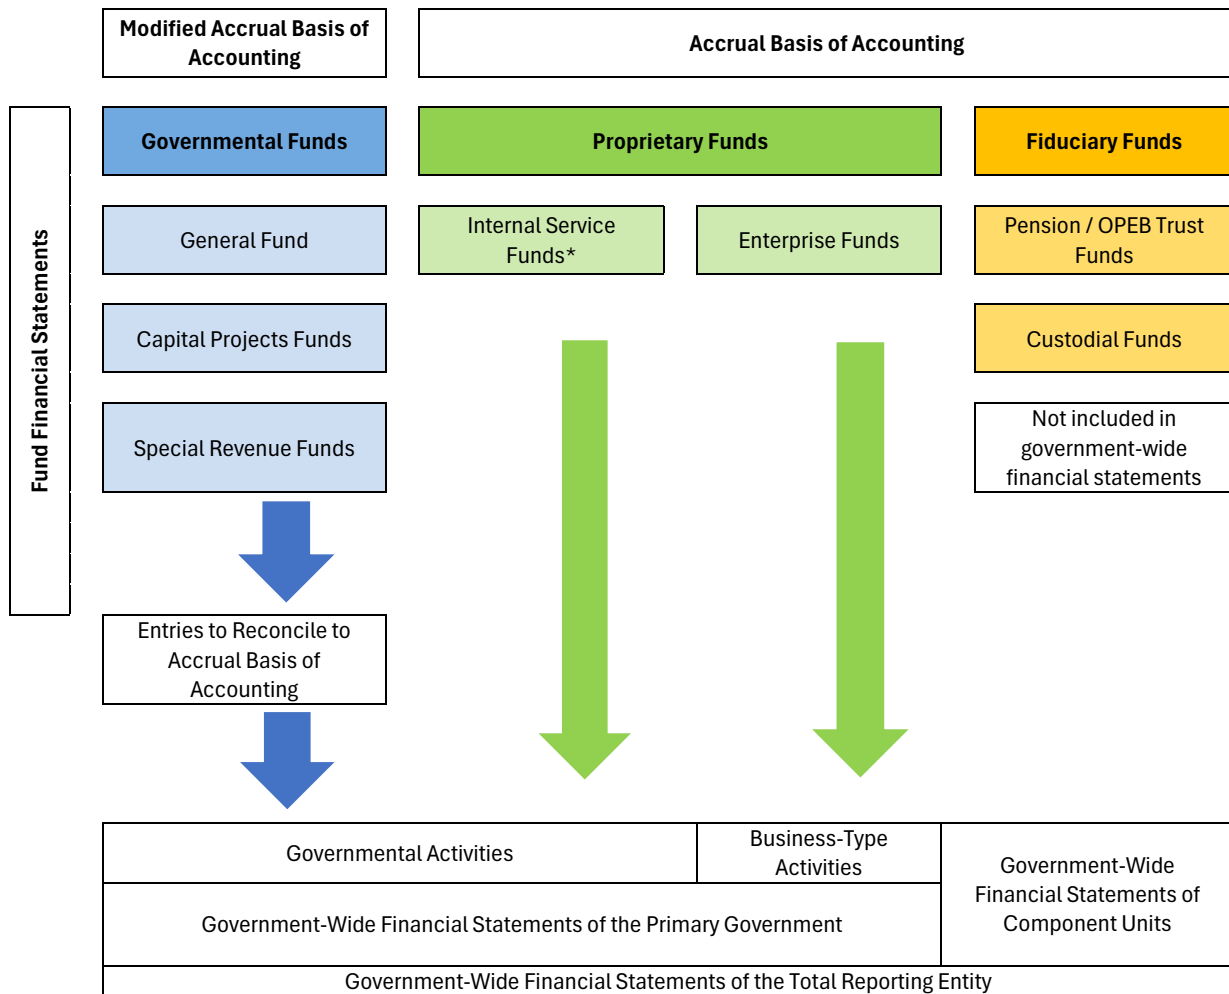 Modified Accrual Basis of
Accounting
Accrual Basis of Accounting
Fund Financial Statements
Governmental Funds
Proprietary Funds
Fiduciary Funds
General Fund
Internal Service
Funds*
Enterprise Funds
Pension / OPEB Trust
Funds
Capital Projects Funds
Custodial Funds
Special Revenue Funds
Not included in
government-wide
financial statements
Entries to Reconcile to
Accrual Basis of
Accounting
Governmental Activities
Business-Type
Activities
Government-Wide
Financial Statements of
Component Units
Government-Wide Financial Statements of the Primary Government
Government-Wide Financial Statements of the Total Reporting Entity